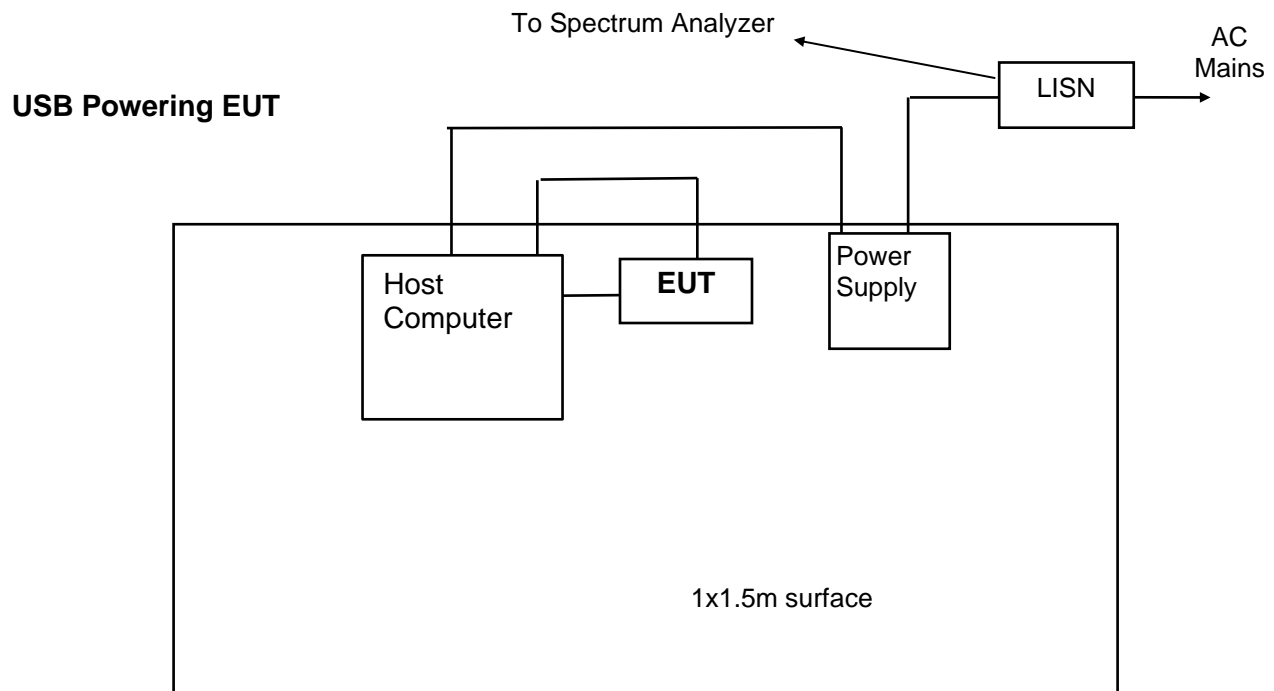 To Spectrum Analyzer
AC
Mains
LISN
USB Powering EUT
Host
Computer
EUT
Power
Supply
1x1.5m surface